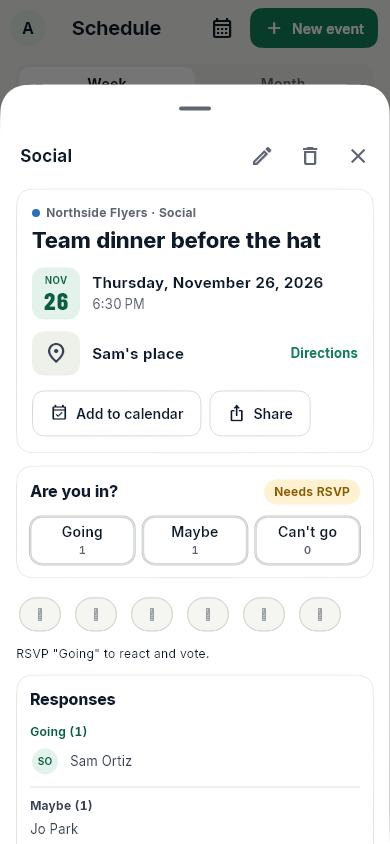 A
Schedule
New event
Week
Month
Social
Northside Flyers · Social
Team dinner before the hat
NOV
26
Thursday, November 26, 2026
6:30 PM
Sam's place
Directions
Add to calendar
Share
Are you in?
Needs RSVP
Going
1
Maybe
1
Can't go
0
RSVP "Going" to react and vote.
Responses
Going (1)
SO
Sam Ortiz
Maybe (1)
Jo Park